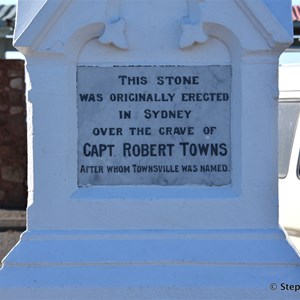 THIS STONE
WAS ORIGINALLY ERECTED
IN SYDNEY
OVER THE GRAVE OF
CAPT. ROBERT TOWNS
AFTER WHOM TOWNSVILLE WAS NAMED.
© Step